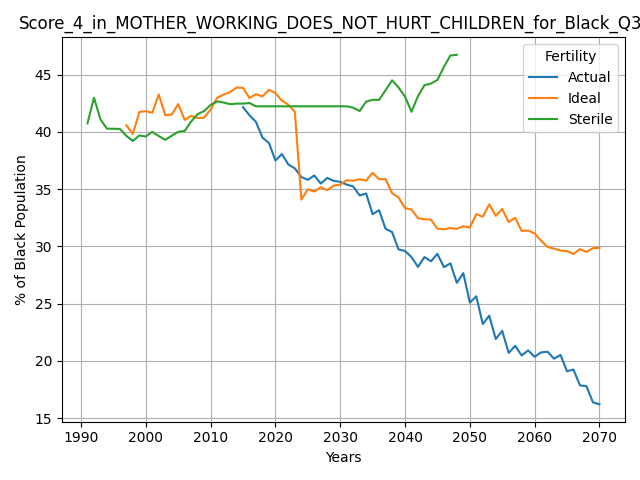 Score_4_in_MOTHER_WORKING_DOES_NOT_HURT_CHILDREN_for_Black_Q3
Fertility
Actual
Ideal
Sterile
% of Black Population
45
40
35
30
25
20
15
1990 2000 2010 2020 2030 2040 2050 2060 2070
Years